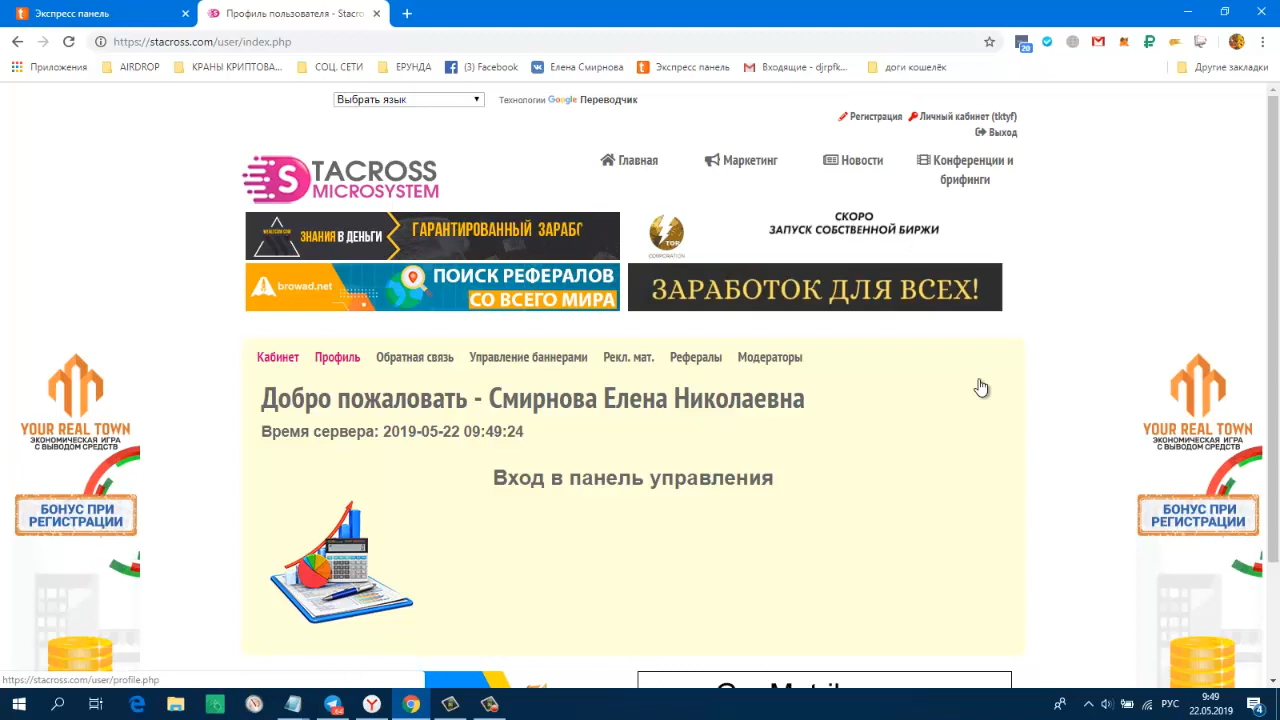 Экспресс панель
Профиль пользователя - Stacro
https://stacross.com/user/index.php
20
Приложения
AIRDROP
КРАНЫ КРИПТОВА...
СОЦ. СЕТИ
ЕРУНДА
(3) Facebook
Елена Смирнова
Экспресс панель
Входящие - djrpfk...
доги кошелёк
Другие закладки
Выбрать язык
Технологии Google Переводчик
Регистрация
Личный кабинет (tktyf)
Выход
STACROSS
MICROSYSTEM
Главная
Маркетинг
Новости
Конференции и
брифинги
ЗНАНИЯ В ДЕНЬГИ
ГАРАНТИРОВАННЫЙ ЗАРАБО
TOR
CORPORATION
СКОРО
ЗАПУСК СОБСТВЕННОЙ БИРЖИ
browad.net
ПОИСК РЕФЕРАЛОВ
СО ВСЕГО МИРА
ЗАРАБОТОК ДЛЯ ВСЕХ!
Кабинет
Профиль
Обратная связь
Управление баннерами
Рекл. мат.
Рефералы
Модераторы
Добро пожаловать - Смирнова Елена Николаевна
Время сервера: 2019-05-22 09:49:24
Вход в панель управления
YOUR REAL TOWN
ЭКОНОМИЧЕСКАЯ ИГРА
С ВЫВОДОМ СРЕДСТВ
БОНУС ПРИ
РЕГИСТРАЦИИ
YOUR REAL TOWN
ЭКОНОМИЧЕСКАЯ ИГРА
С ВЫВОДОМ СРЕДСТВ
БОНУС ПРИ
РЕГИСТРАЦИИ
https://stacross.com/user/profile.php
РУС
9:49
22.05.2019
4